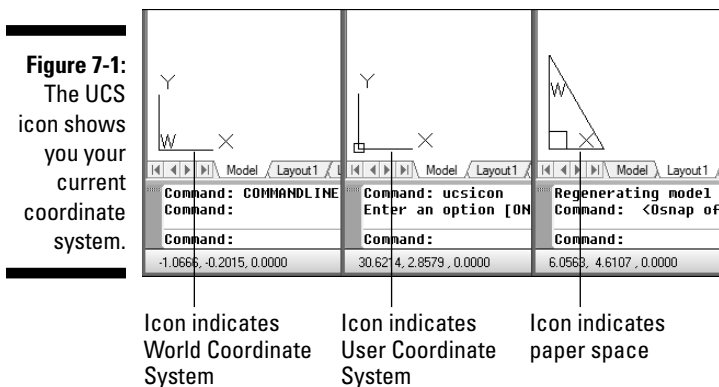 Figure 7-1:
The UCS
icon shows
you your
current
coordinate
system.
Y
W X
Model Layout1
Command: COMMANDLINE
Command:
Command:
-1.0666, -0.2015, 0.0000
Y
X
Model Layout1
Command: ucsicon
Enter an option [ON
Command:
30.6214, 2.8579 , 0.0000
W
X
Model Layout1
Regenerating model
Command: <Osnap of
Command:
6.0563, 4.6107 , 0.0000
Icon indicates
World Coordinate
System
Icon indicates
User Coordinate
System
Icon indicates
paper space